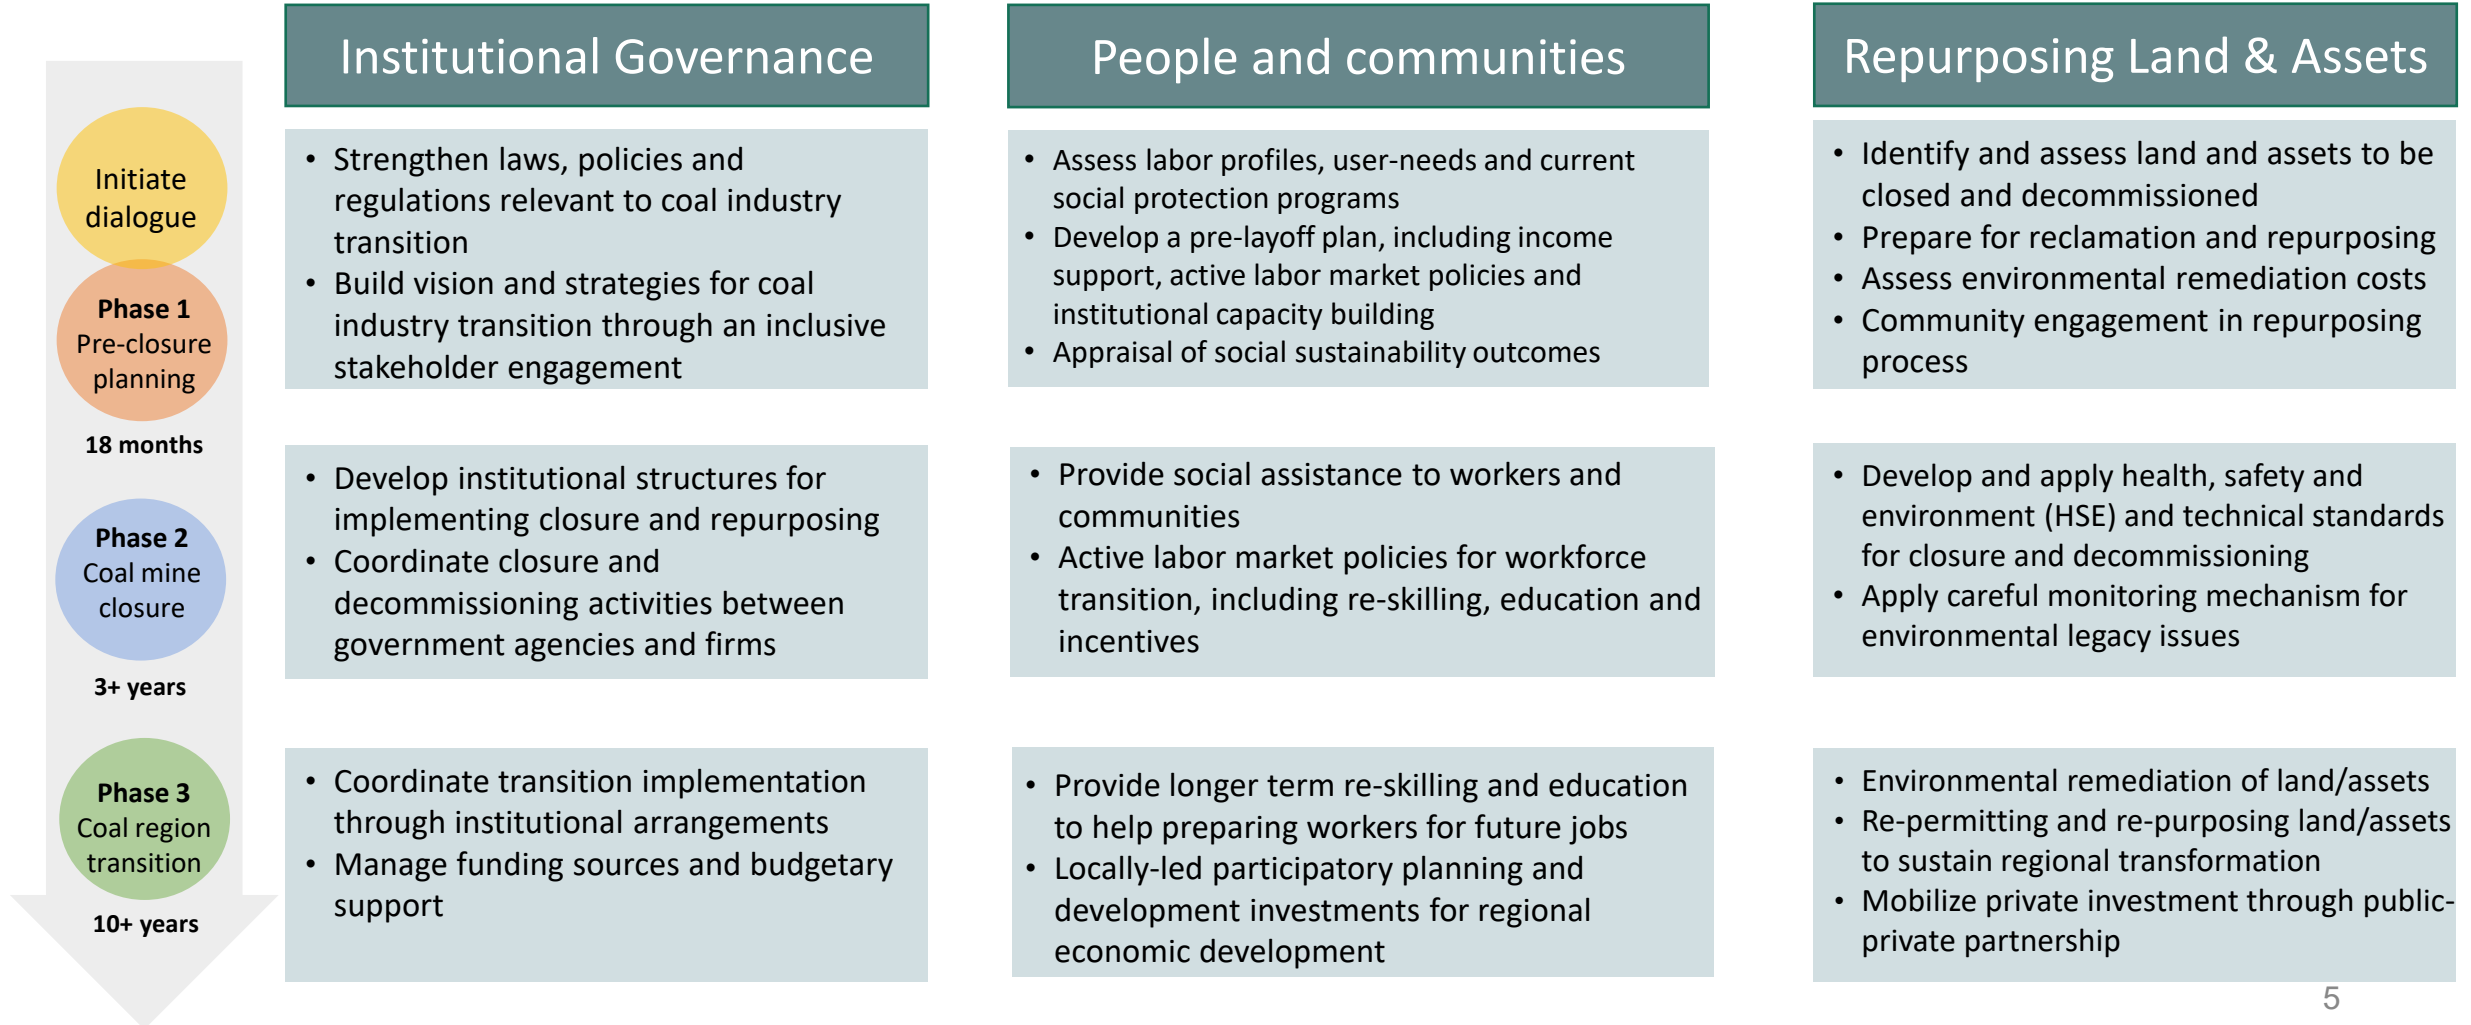 Institutional Governance
People and communities
Repurposing Land & Assets
Initiate
dialogue
Phase 1
Pre-closure
planning
18 months
• Strengthen laws, policies and
regulations relevant to coal industry
transition
• Build vision and strategies for coal
industry transition through an inclusive
stakeholder engagement
• Assess labor profiles, user-needs and current
social protection programs
• Develop a pre-layoff plan, including income
support, active labor market policies and
institutional capacity building
• Appraisal of social sustainability outcomes
• Identify and assess land and assets to be
closed and decommissioned
• Prepare for reclamation and repurposing
• Assess environmental remediation costs
• Community engagement in repurposing
process
Phase 2
Coal mine
closure
3+ years
• Develop institutional structures for
implementing closure and repurposing
• Coordinate closure and
decommissioning activities between
government agencies and firms
• Provide social assistance to workers and
communities
• Active labor market policies for workforce
transition, including re-skilling, education and
incentives
• Develop and apply health, safety and
environment (HSE) and technical standards
for closure and decommissioning
• Apply careful monitoring mechanism for
environmental legacy issues
Phase 3
Coal region
transition
10+ years
• Coordinate transition implementation
through institutional arrangements
• Manage funding sources and budgetary
support
• Provide longer term re-skilling and education
to help preparing workers for future jobs
• Locally-led participatory planning and
development investments for regional
economic development
• Environmental remediation of land/assets
• Re-permitting and re-purposing land/assets
to sustain regional transformation
• Mobilize private investment through public-
private partnership
5